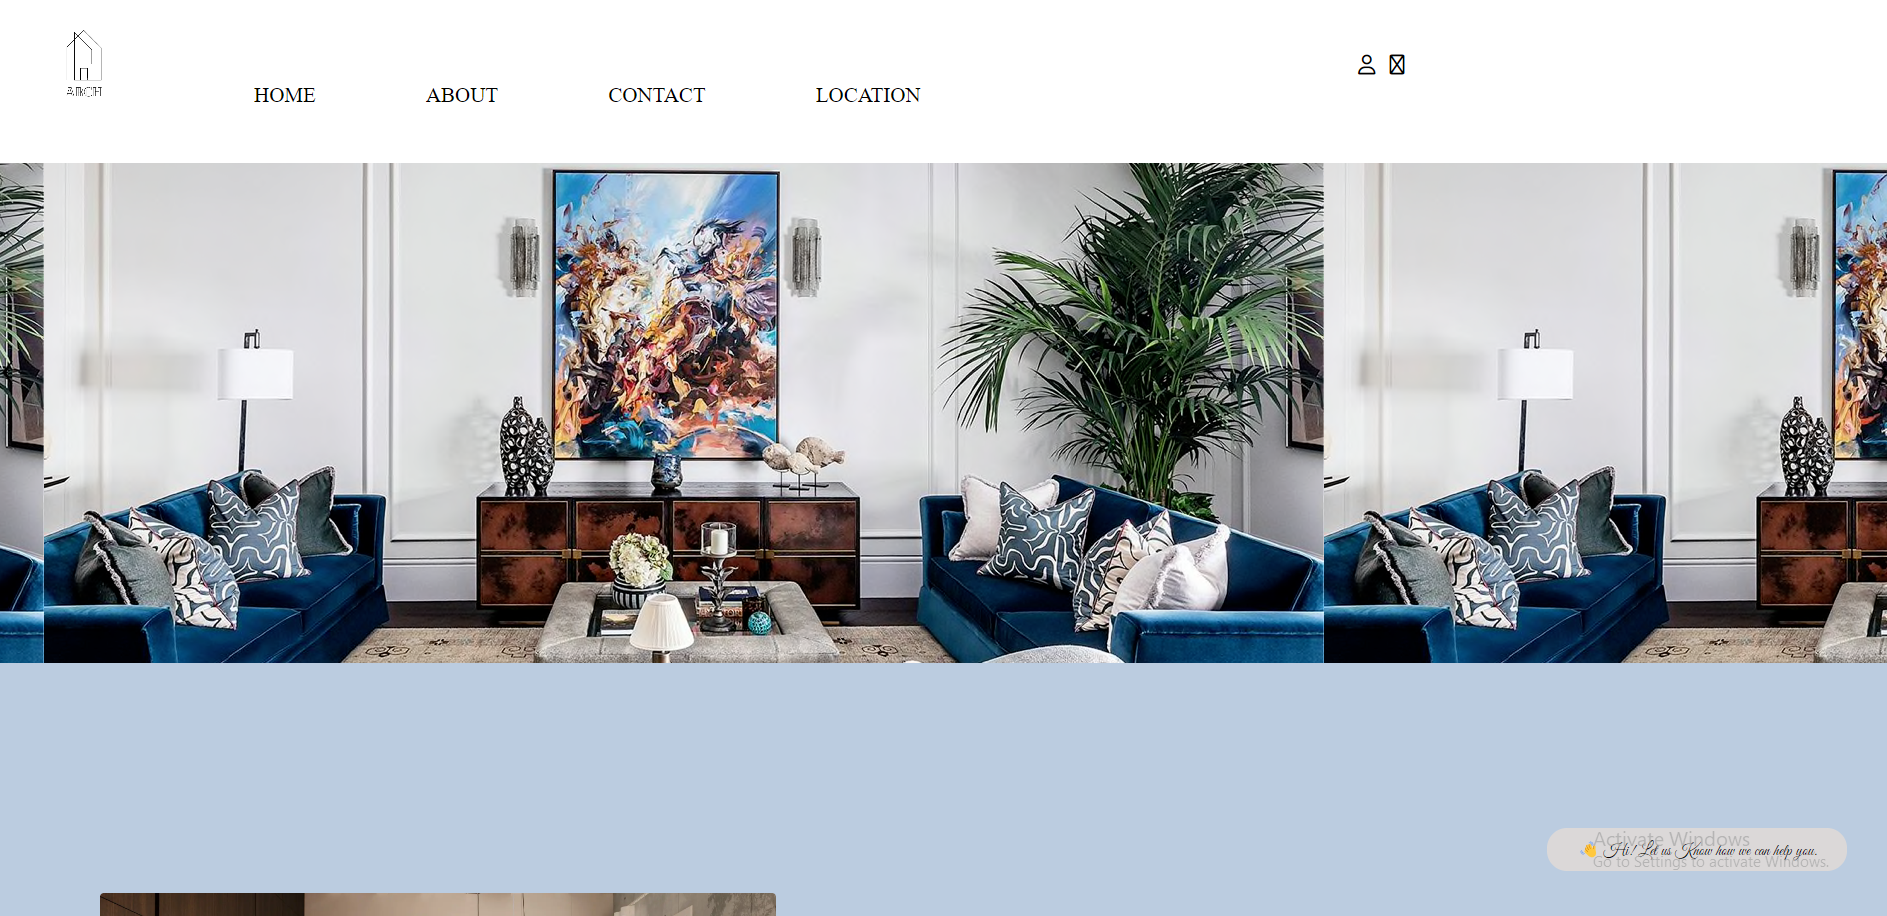 ARCH
HOME
ABOUT
CONTACT
LOCATION
Activate Windows
👋 Hi! Let us Know how we can help you.
Go to Settings to activate Windows.